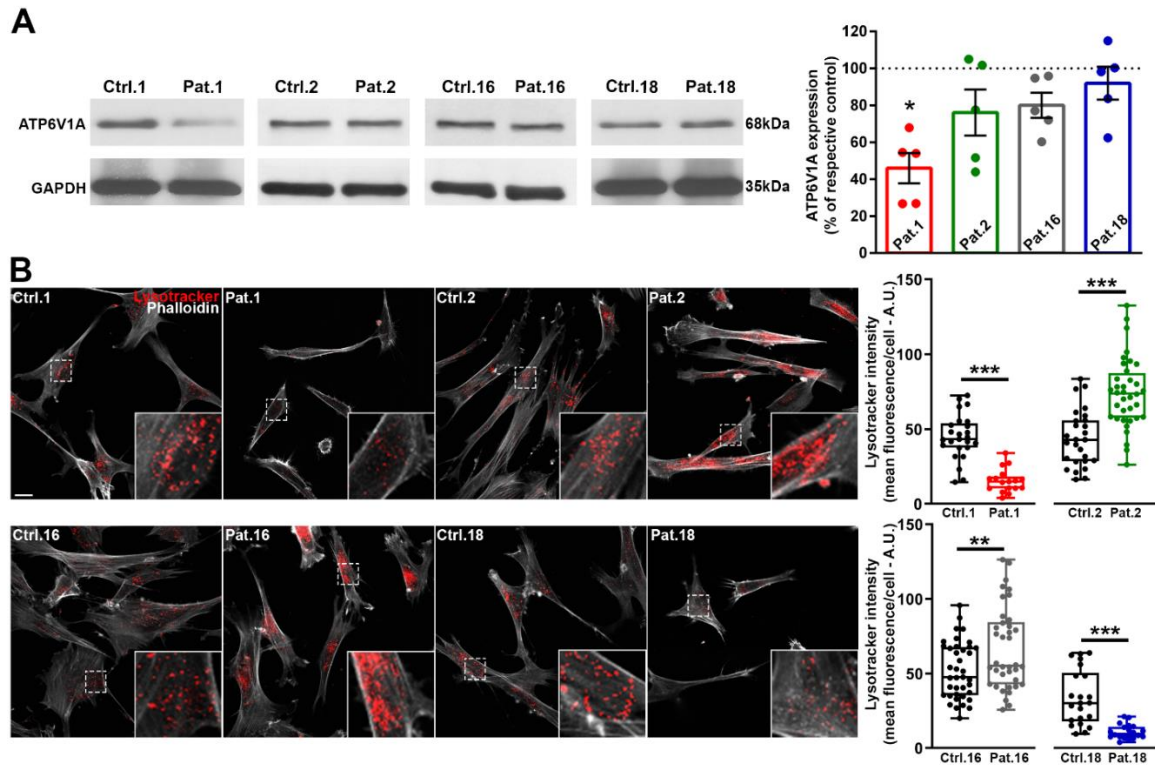 A
Ctrl.1 Pat.1 Ctrl.2 Pat.2 Ctrl.16 Pat.16 Ctrl.18 Pat.18
ATP6V1A 68kDa
GAPDH 35kDa
ATP6V1A expression
(% of respective control)
120
100
80
60
40
20
0
*
Pat.1 Pat.2 Pat.16 Pat.18
B
Ctrl.1 Lysotracker Pat.1 Ctrl.2 Pat.2
Phalloidin
Lysotracker intensity
(mean fluorescence/cell - A.U.)
150
100
50
0
*** ***
Ctrl.1 Pat.1 Ctrl.2 Pat.2
Ctrl.16 Pat.16 Ctrl.18 Pat.18
Lysotracker intensity
(mean fluorescence/cell - A.U.)
150
100
50
0
** ***
Ctrl.16 Pat.16 Ctrl.18 Pat.18